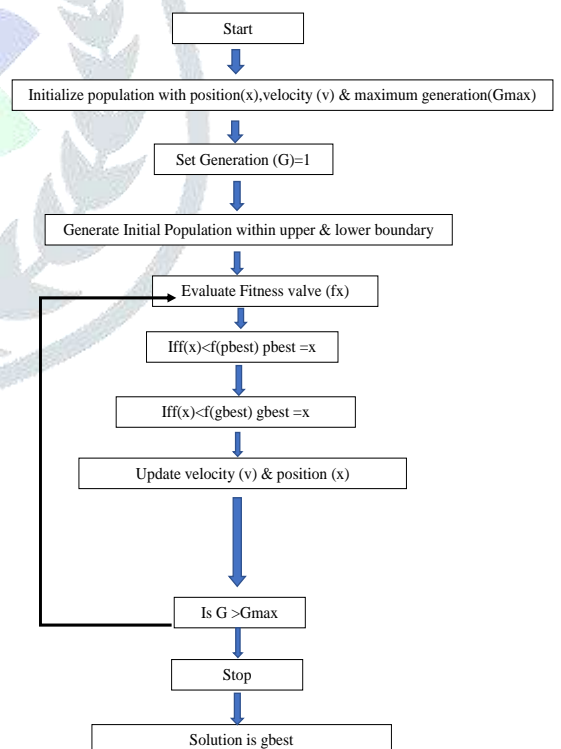 Start
Initialize population with position(x),velocity (v) & maximum generation(Gmax)
Set Generation (G)=1
Generate Initial Population within upper & lower boundary
Evaluate Fitness valve (fx)
Iff(x)<f(pbest) pbest =x
Iff(x)<f(gbest) gbest =x
Update velocity (v) & position (x)
Is G >Gmax
Stop
Solution is gbest